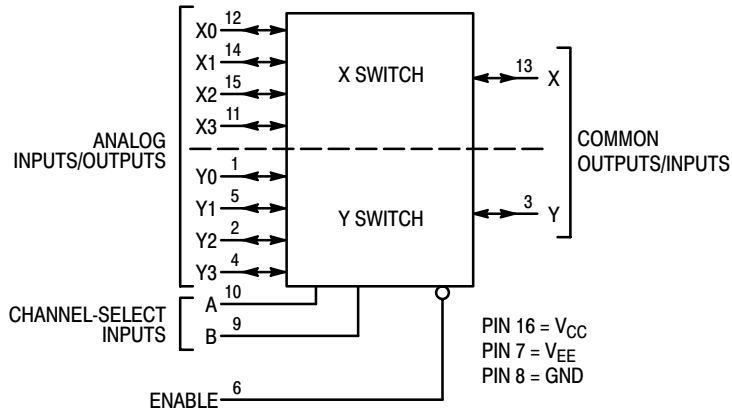 X0 12
X1 14
X2 15
X3 11
X SWITCH
13 X
ANALOG
INPUTS/OUTPUTS
COMMON
OUTPUTS/INPUTS
Y0 1
Y1 5
Y2 2
Y3 4
Y SWITCH
3 Y
CHANNEL-SELECT
INPUTS
A 10
B 9
ENABLE 6
PIN 16 = VCC
PIN 7 = VEE
PIN 8 = GND